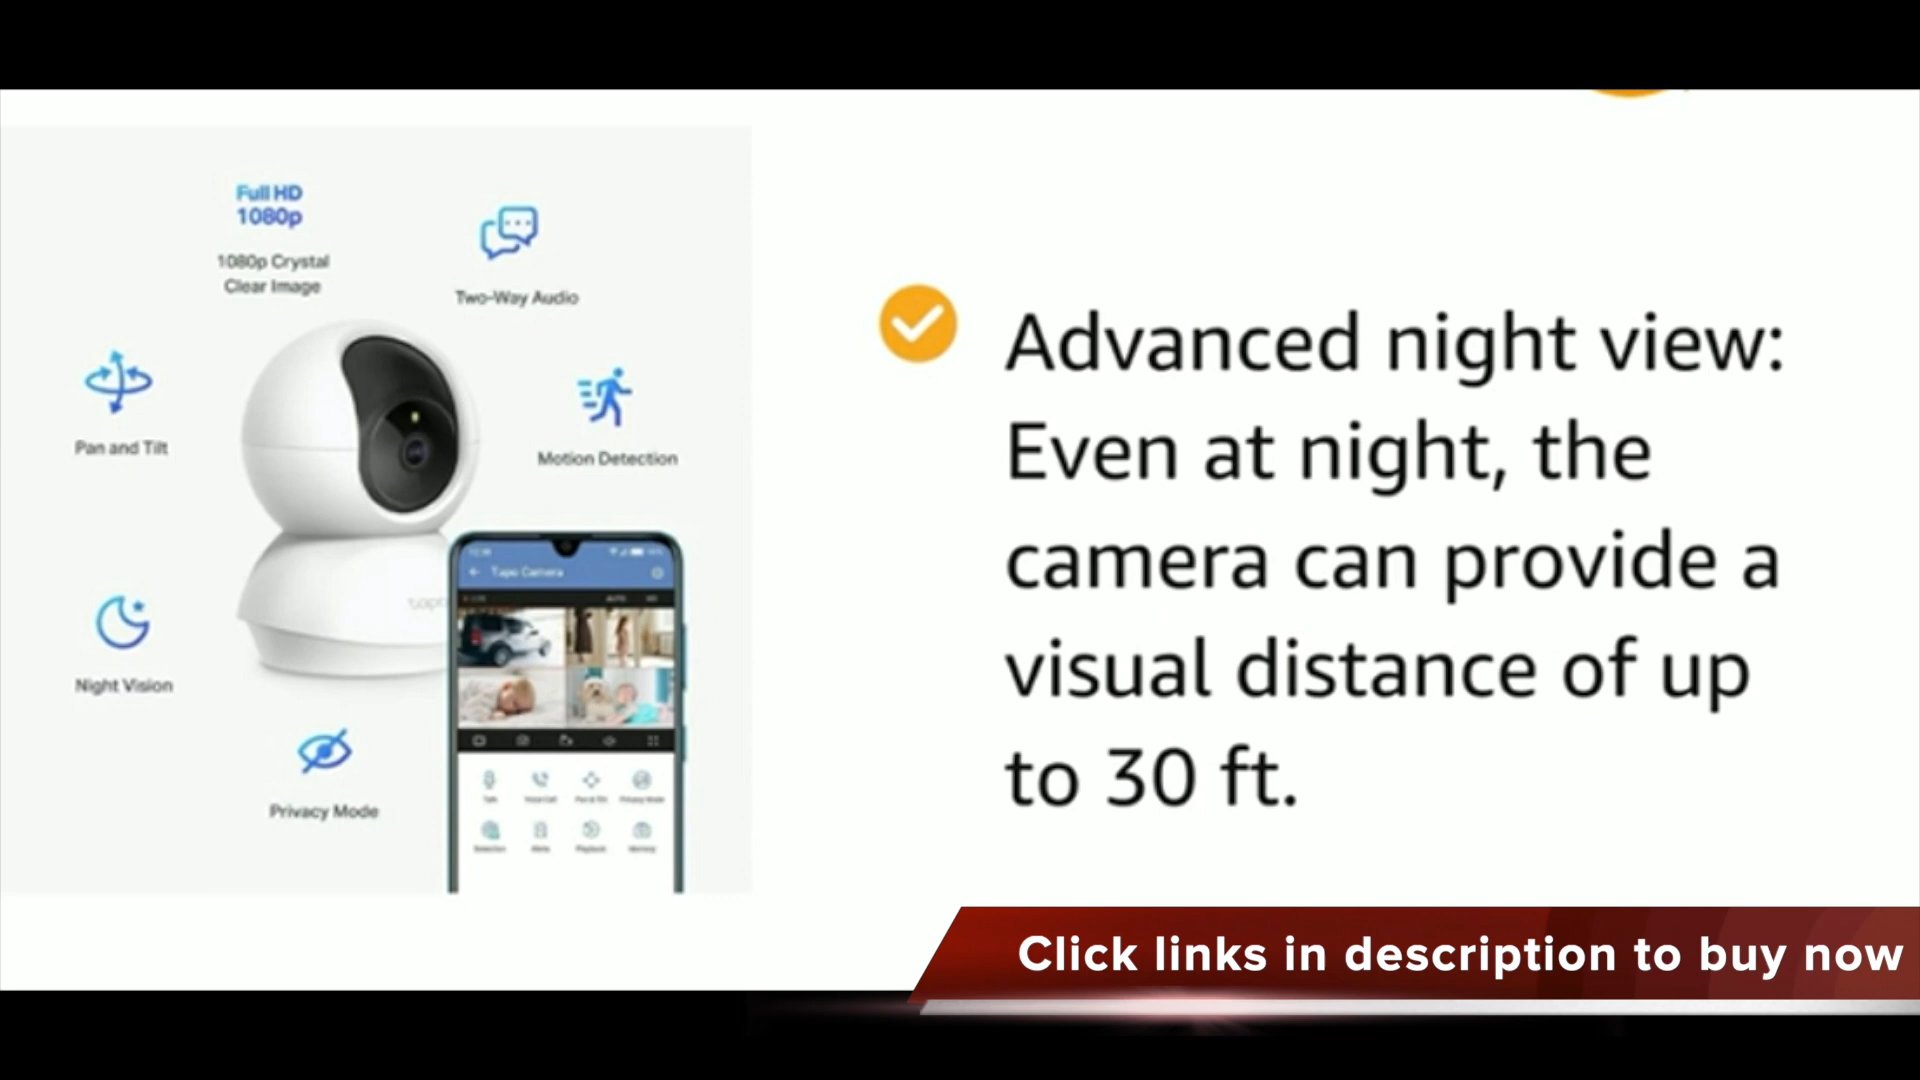 Full HD
1080p
1080p Crystal
Clear Image
Two-Way Audio
Pan and Tilt
Motion Detection
Night Vision
Privacy Mode
Tapo Camera
Advanced night view:
Even at night, the
camera can provide a
visual distance of up
to 30 ft.
Click links in description to buy now